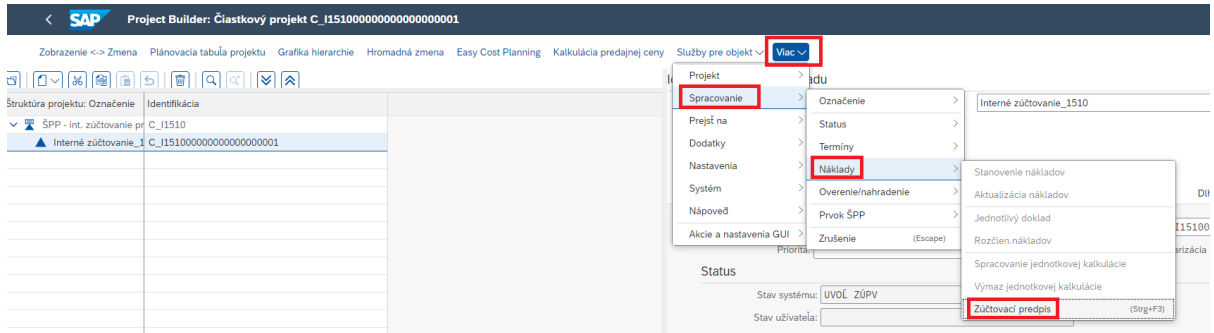 SAP Project Builder: Čiastkový projekt C_I15100000000000000001
Zobrazenie <-> Zmena Plánovacia tabuľa projektu Grafika hierarchie Hromadná zmena Easy Cost Planning Kalkulácia predajnej ceny Služby pre objekt Viac
Štruktúra projektu: Označenie Identifikácia
ŠPP - int. zúčtovanie pr C_I1510
Interné zúčtovanie_1 C_I15100000000000000001
Projekt
Spracovanie
Prejsť na
Dodatky
Nastavenia
Systém
Nápoveď
Akcie a nastavenia GUI
Označenie
Status
Termíny
Náklady
Overenie/nahradenie
Prvok ŠPP
Zrušenie (Escape)
Stanovenie nákladov
Aktualizácia nákladov
Jednotlivý doklad
Rozčlen.nákladov
Spracovanie jednotkovej kalkulácie
Výmaz jednotkovej kalkulácie
Zúčtovací predpis (Strg+F3)
Interné zúčtovanie_1510
Priorita:
Status
Stav systému: UVOĽ ZÚPV
Stav užívateľa: